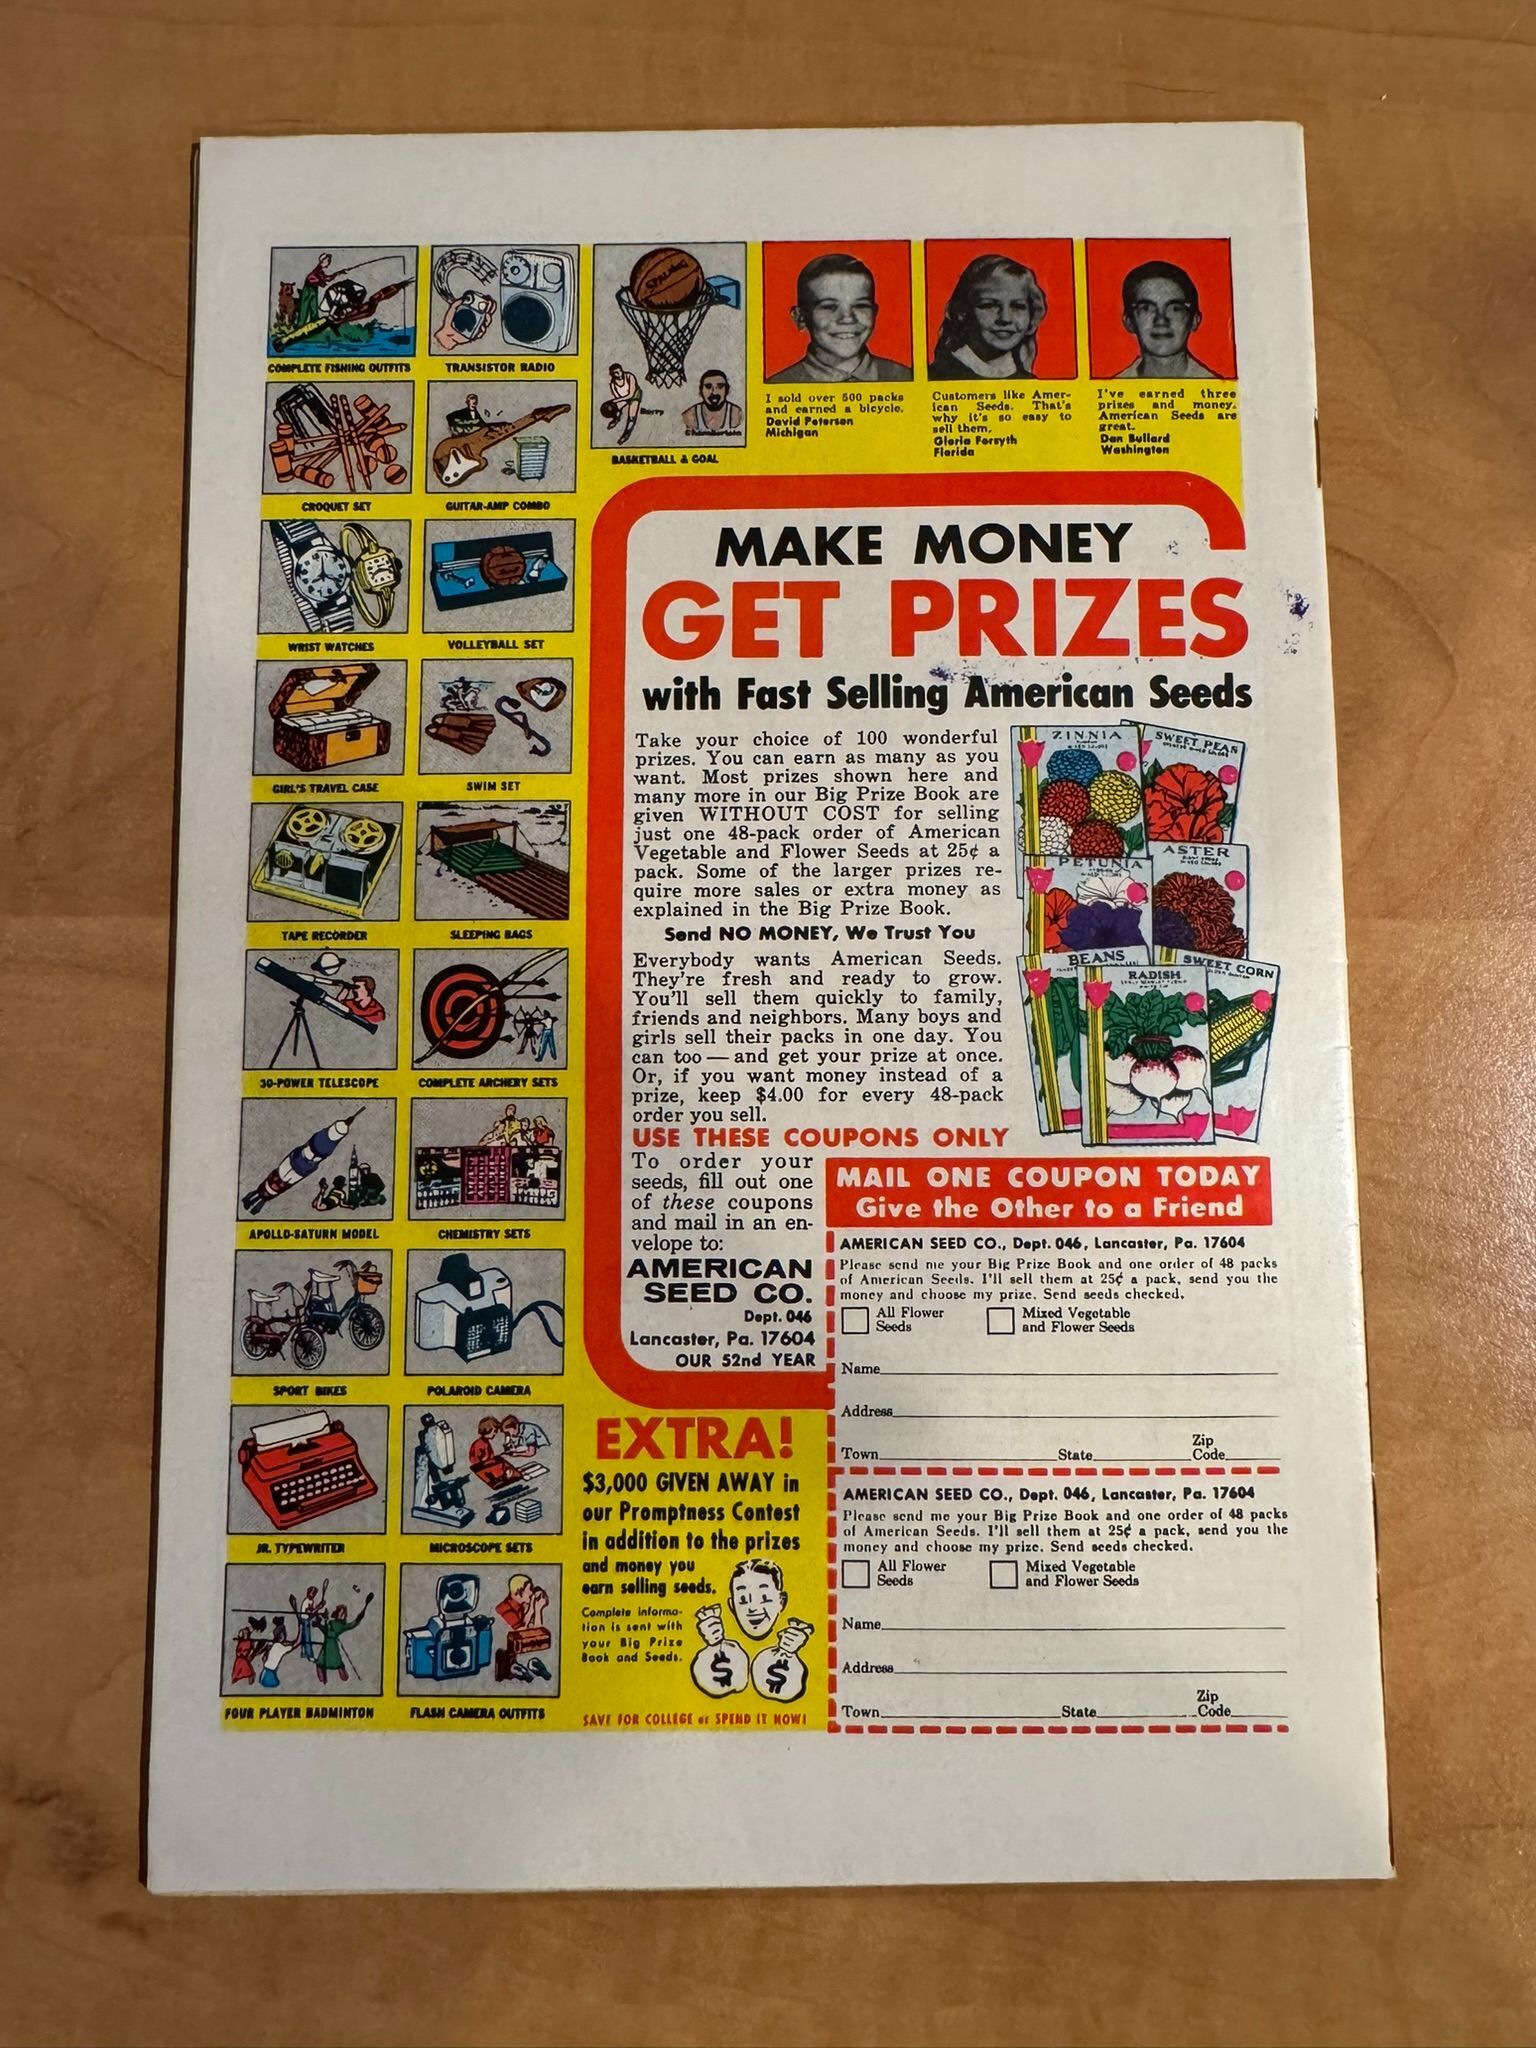 COMPLETE FISHING OUTFITS
TRANSISTOR RADIO
SPALDING
Barry
Chamberlain
BASKETBALL & GOAL
I sold over 500 packs
and earned a bicycle.
David Peterson
Michigan
Customers like Amer-
ican Seeds. That's
why it's so easy to
sell them.
Gloria Forsyth
Florida
I've earned three
prizes and money.
American Seeds are
great.
Dan Bullard
Washington
CROQUET SET
GUITAR-AMP COMBO
WRIST WATCHES
VOLLEYBALL SET
GIRL'S TRAVEL CASE
SWIM SET
TAPE RECORDER
SLEEPING BAGS
30-POWER TELESCOPE
COMPLETE ARCHERY SETS
APOLLO-SATURN MODEL
CHEMISTRY SETS
SPORT BIKES
POLAROID CAMERA
JR. TYPEWRITER
MICROSCOPE SETS
FOUR PLAYER BADMINTON
FLASH CAMERA OUTFITS
MAKE MONEY
GET PRIZES
with Fast Selling American Seeds
Take your choice of 100 wonderful
prizes. You can earn as many as you
want. Most prizes shown here and
many more in our Big Prize Book are
given WITHOUT COST for selling
just one 48-pack order of American
Vegetable and Flower Seeds at 25¢ a
pack. Some of the larger prizes re-
quire more sales or extra money as
explained in the Big Prize Book.
Send NO MONEY, We Trust You
Everybody wants American Seeds.
They're fresh and ready to grow.
You'll sell them quickly to family,
friends and neighbors. Many boys and
girls sell their packs in one day. You
can too — and get your prize at once.
Or, if you want money instead of a
prize, keep $4.00 for every 48-pack
order you sell.
ZINNIA
SWEET PEAS
PETUNIA
ASTER
BEANS
RADISH
SWEET CORN
USE THESE COUPONS ONLY
To order your
seeds, fill out one
of these coupons
and mail in an en-
velope to:
AMERICAN
SEED CO.
Dept. 046
Lancaster, Pa. 17604
OUR 52nd YEAR
MAIL ONE COUPON TODAY
Give the Other to a Friend
AMERICAN SEED CO., Dept. 046, Lancaster, Pa. 17604
Please send me your Big Prize Book and one order of 48 packs
of American Seeds. I'll sell them at 25¢ a pack, send you the
money and choose my prize. Send seeds checked.
All Flower
Seeds
Mixed Vegetable
and Flower Seeds
Name
Address
Town State Zip Code
AMERICAN SEED CO., Dept. 046, Lancaster, Pa. 17604
Please send me your Big Prize Book and one order of 48 packs
of American Seeds. I'll sell them at 25¢ a pack, send you the
money and choose my prize. Send seeds checked.
All Flower
Seeds
Mixed Vegetable
and Flower Seeds
Name
Address
Town State Zip Code
EXTRA!
$3,000 GIVEN AWAY in
our Promptness Contest
in addition to the prizes
and money you
earn selling seeds.
Complete informa-
tion is sent with
your Big Prize
Book and Seeds.
$ $
SAVE FOR COLLEGE or SPEND IT NOW!